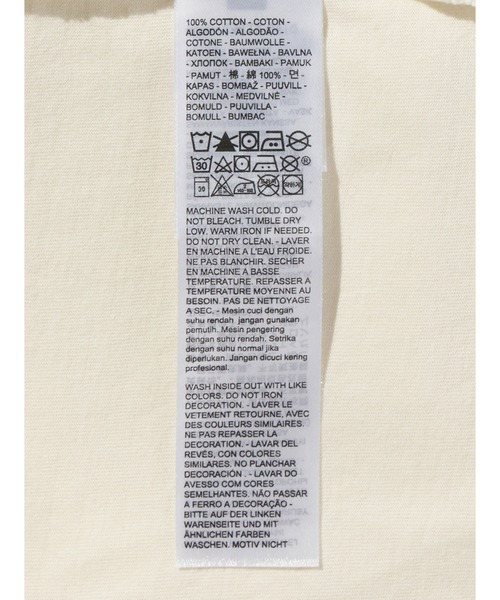 100% COTTON - COTON -
ALGODÓN - ALGODÃO -
COTONE - BAUMWOLLE -
KATOEN - BAWEŁNA - BAVLNA
- ХЛОПОК - BAMBAKI - PAMUK
- PAMUT - 棉 - 綿 100% - 면 -
KAPAS - BOMBAŽ - PUUVILL -
KOKVILNA - MEDVILNĖ -
BOMULD - PUUVILLA -
BOMULL - BUMBAC
30
®
30
MACHINE WASH COLD. DO
NOT BLEACH. TUMBLE DRY
LOW. WARM IRON IF NEEDED.
DO NOT DRY CLEAN. - LAVER
EN MACHINE A L'EAU FROIDE.
NE PAS BLANCHIR. SECHER
EN MACHINE A BASSE
TEMPERATURE. REPASSER A
TEMPERATURE MOYENNE AU
BESOIN. PAS DE NETTOYAGE
A SEC. - Mesin cuci dengan
suhu rendah jangan gunakan
pemutih. Mesin pengering
dengan suhu rendah. Setrika
dengan suhu normal jika
diperlukan. Jangan dicuci kering
profesional.
WASH INSIDE OUT WITH LIKE
COLORS. DO NOT IRON
DECORATION. - LAVER LE
VETEMENT RETOURNE, AVEC
DES COULEURS SIMILAIRES.
NE PAS REPASSER LA
DECORATION. - LAVAR DEL
REVÉS, CON COLORES
SIMILARES. NO PLANCHAR
DECORACIÓN. - LAVAR DO
AVESSO COM CORES
SEMELHANTES. NÃO PASSAR
A FERRO A DECORAÇÃO -
BITTE AUF DER LINKEN
WARENSEITE UND MIT
ÄHNLICHEN FARBEN
WASCHEN. MOTIV NICHT